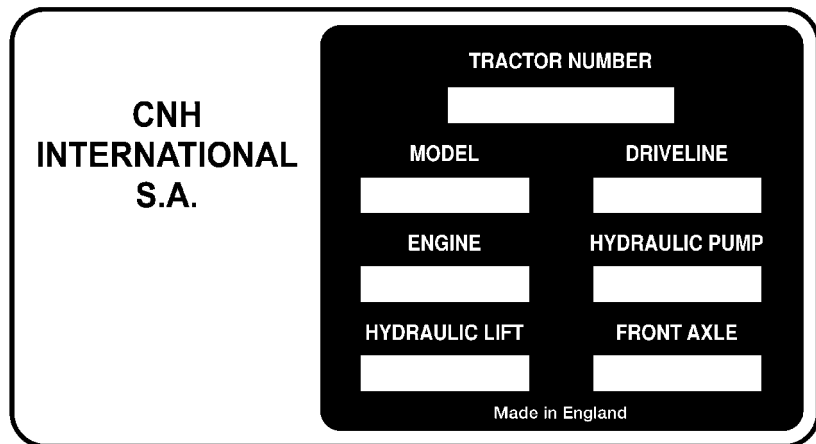 CNH
INTERNATIONAL
S.A.
TRACTOR NUMBER
MODEL
DRIVELINE
ENGINE
HYDRAULIC PUMP
HYDRAULIC LIFT
FRONT AXLE
Made in England